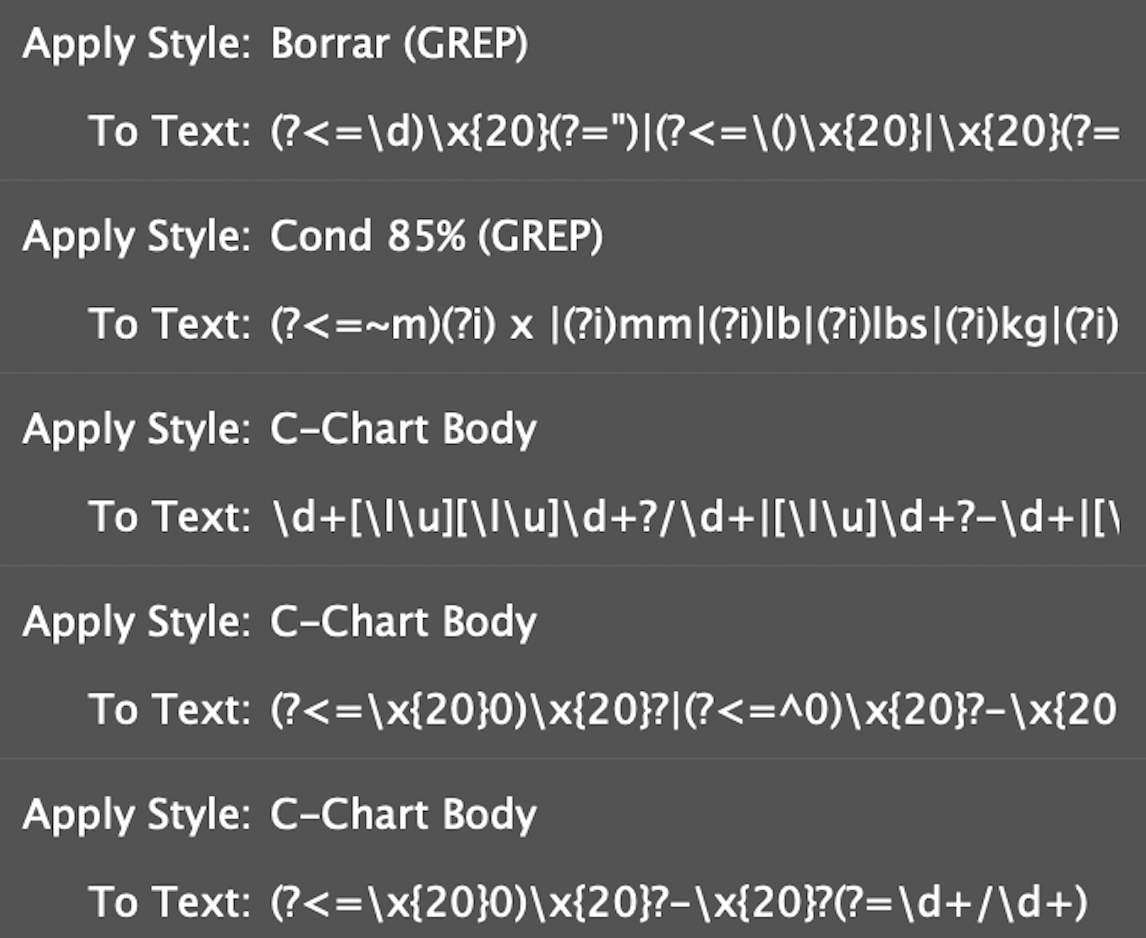 Apply Style: Borrar (GREP)
To Text: (?<=\d)\x{20}(?=")|(?<=\()\x{20}|\x{20}(?=
Apply Style: Cond 85% (GREP)
To Text: (?<=~m)(?i) x |(?i)mm|(?i)lb|(?i)lbs|(?i)kg|(?i)
Apply Style: C-Chart Body
To Text: \d+[\l\u][\l\u]\d+?/\d+|[\l\u]\d+?-\d+|[\
Apply Style: C-Chart Body
To Text: (?<=\x{20}0)\x{20}?|(?<=^0)\x{20}?-\x{20
Apply Style: C-Chart Body
To Text: (?<=\x{20}0)\x{20}?-\x{20}?(?=\d+/\d+)